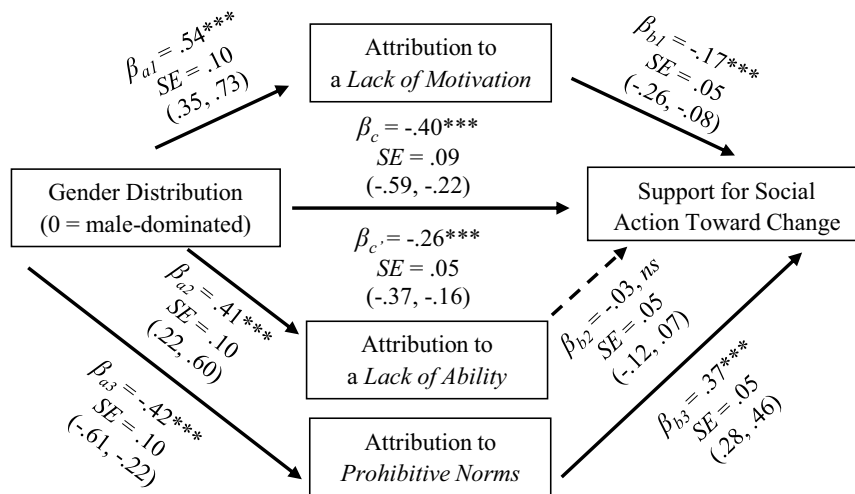 β_a1 = .54***
SE = .10
(.35, .73)
Attribution to
a Lack of Motivation
β_b1 = -.17***
SE = .05
(-.26, -.08)
β_c = -.40***
SE = .09
(-.59, -.22)
Gender Distribution
(0 = male-dominated)
Support for Social
Action Toward Change
β_c’ = -.26***
SE = .05
(-.37, -.16)
β_a2 = .41***
SE = .10
(.22, .60)
Attribution to
a Lack of Ability
β_b2 = -.03, ns
SE = .05
(-.12, .07)
β_a3 = -.42***
SE = .10
(-.61, -.22)
Attribution to
Prohibitive Norms
β_b3 = .37***
SE = .05
(.28, .46)